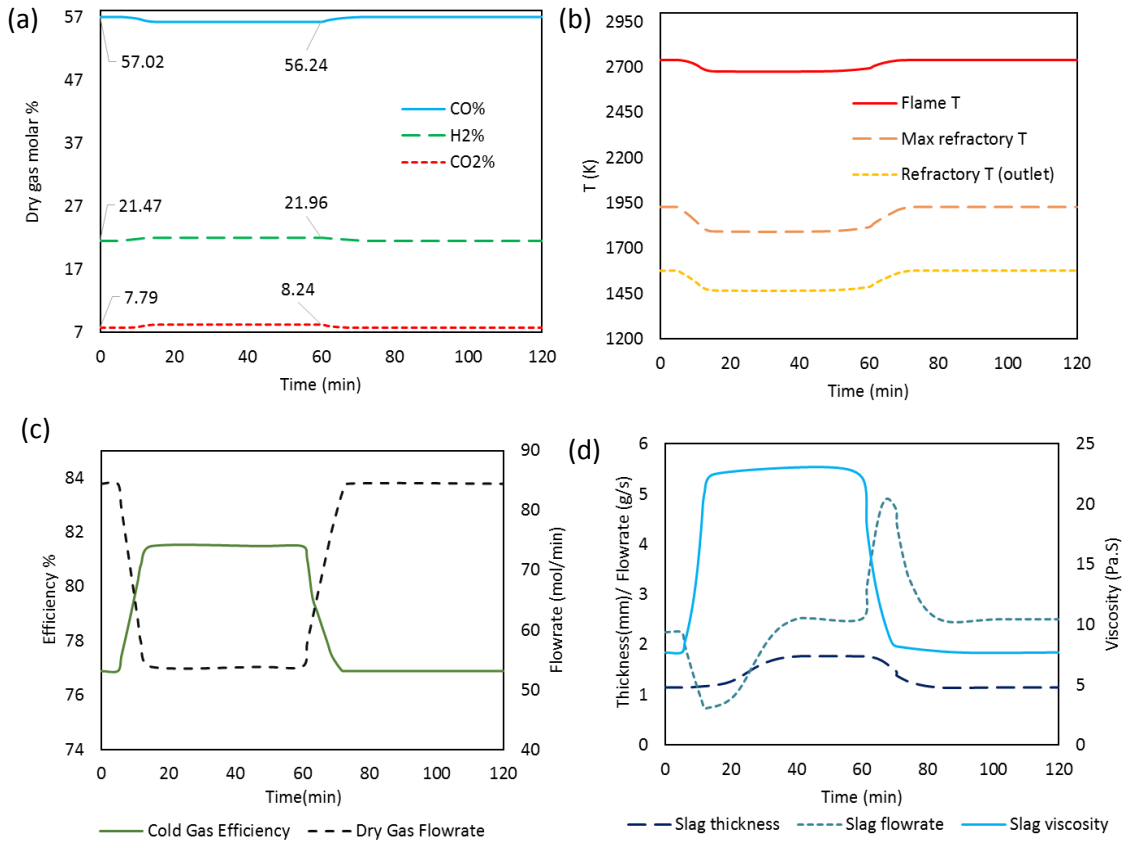 (a)
57
47
37
27
17
7
Dry gas molar %
57.02
56.24
CO%
H2%
CO2%
21.47
21.96
7.79
8.24
0 20 40 60 80 100 120
Time (min)
(b)
2950
2700
2450
2200
1950
1700
1450
1200
T (K)
Flame T
Max refractory T
Refractory T (outlet)
0 20 40 60 80 100 120
Time (min)
(c)
84
82
80
78
76
74
Efficiency %
90
80
70
60
50
40
Flowrate (mol/min)
0 20 40 60 80 100 120
Time(min)
Cold Gas Efficiency Dry Gas Flowrate
(d)
6
5
4
3
2
1
0
Thickness(mm)/ Flowrate (g/s)
25
20
15
10
5
0
Viscosity (Pa.S)
0 20 40 60 80 100 120
Time (min)
Slag thickness Slag flowrate Slag viscosity